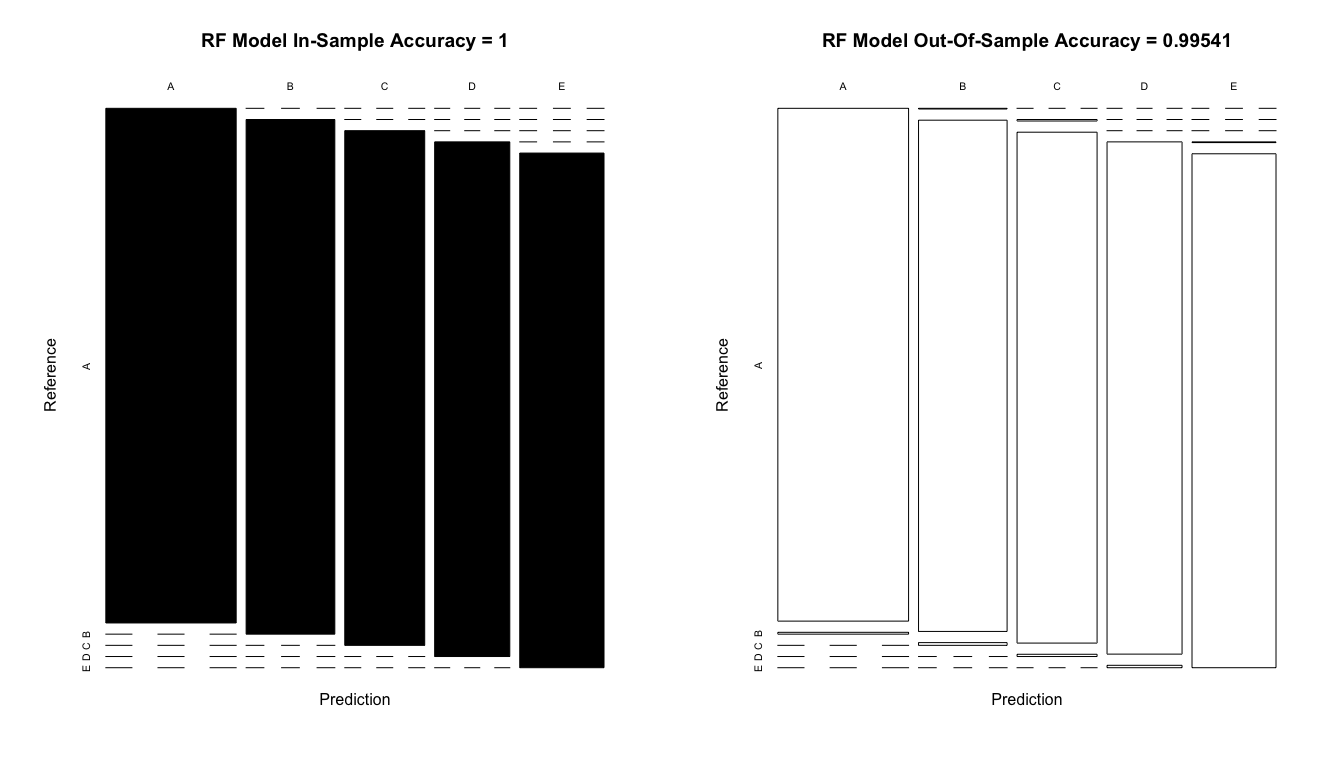 RF Model In-Sample Accuracy = 1
A B C D E
Reference
A
B
C
D
E
Prediction
RF Model Out-Of-Sample Accuracy = 0.99541
A B C D E
Reference
A
B
C
D
E
Prediction